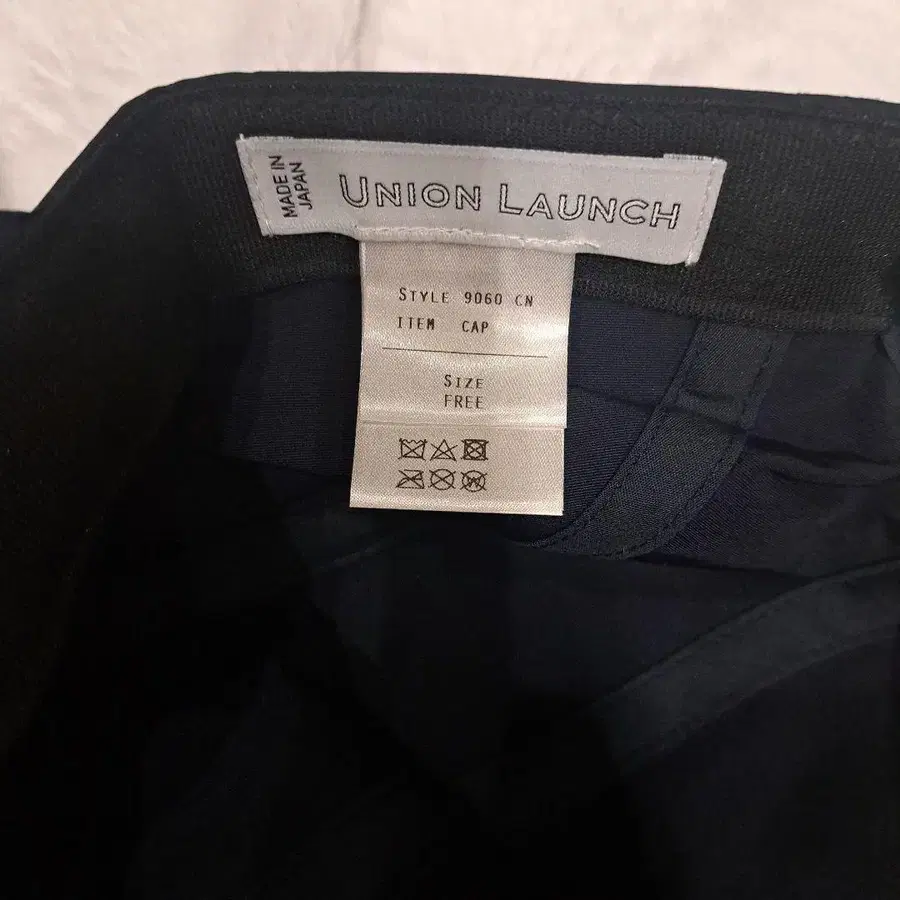 MADE IN
JAPAN
UNION LAUNCH
STYLE 9060 CN
ITEM CAP
SIZE
FREE